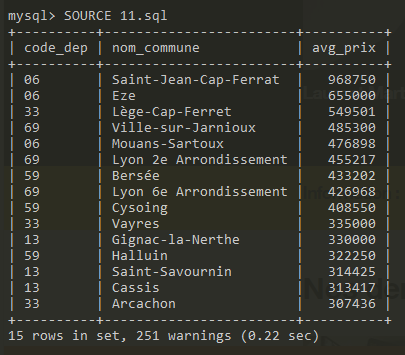 mysql> SOURCE 11.sql
+----------+------------------------+----------+
| code_dep | nom_commune            | avg_prix |
+----------+------------------------+----------+
| 06       | Saint-Jean-Cap-Ferrat  |   968750 |
| 06       | Eze                    |   655000 |
| 33       | Lège-Cap-Ferret        |   549501 |
| 69       | Ville-sur-Jarnioux     |   485300 |
| 06       | Mouans-Sartoux         |   476898 |
| 69       | Lyon 2e Arrondissement |   455217 |
| 59       | Bersée                 |   433202 |
| 69       | Lyon 6e Arrondissement |   426968 |
| 59       | Cysoing                |   408550 |
| 33       | Vayres                 |   335000 |
| 13       | Gignac-la-Nerthe       |   330000 |
| 59       | Halluin                |   322250 |
| 13       | Saint-Savournin        |   314425 |
| 13       | Cassis                 |   313417 |
| 33       | Arcachon               |   307436 |
+----------+------------------------+----------+
15 rows in set, 251 warnings (0.22 sec)